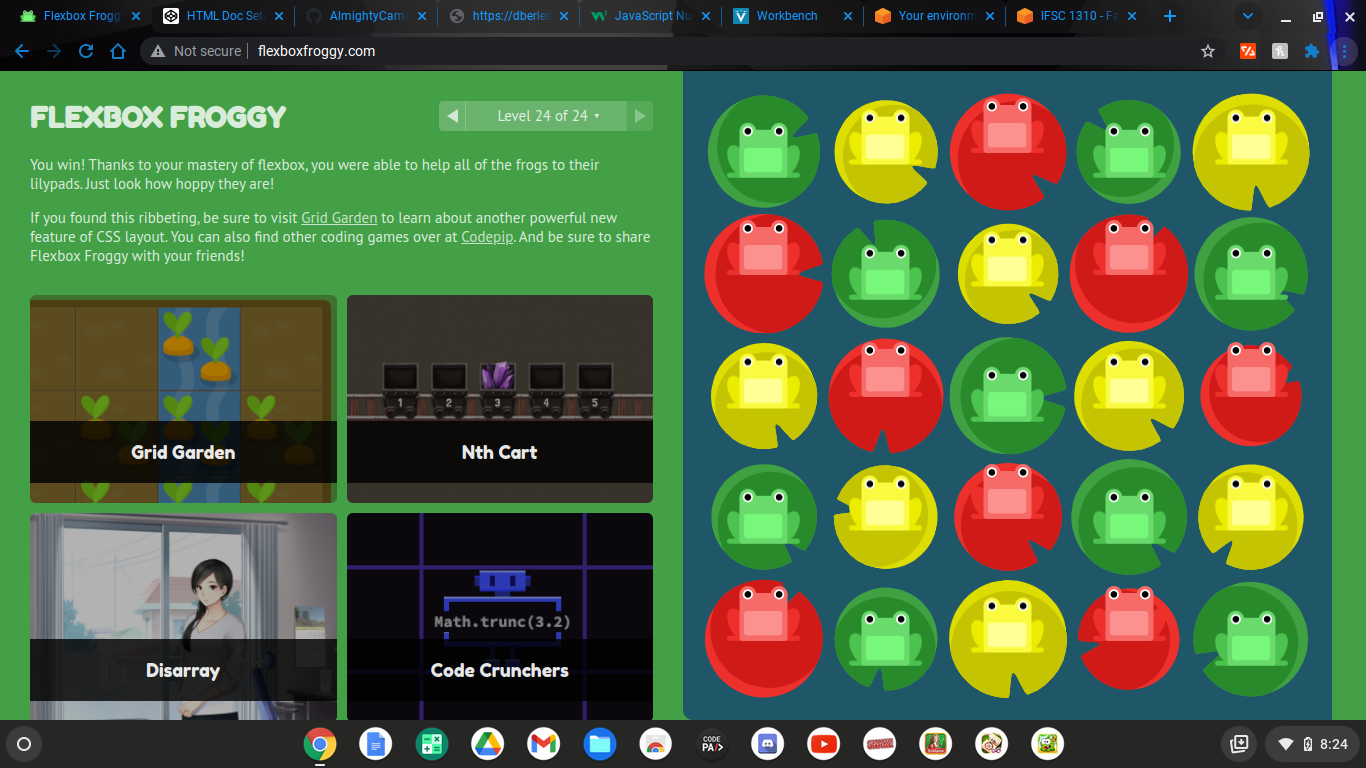 Flexbox Frogg
HTML Doc Set
AlmightyCam
https://dberlea
JavaScript Nu
Workbench
Your environm
IFSC 1310 - Fa
Not secure
flexboxfroggy.com
FLEXBOX FROGGY
Level 24 of 24
You win! Thanks to your mastery of flexbox, you were able to help all of the frogs to their
lilypads. Just look how hoppy they are!
If you found this ribbeting, be sure to visit Grid Garden to learn about another powerful new
feature of CSS layout. You can also find other coding games over at Codepip. And be sure to share
Flexbox Froggy with your friends!
Grid Garden
1 2 3 4 5
Nth Cart
Disarray
Math.trunc(3.2)
Code Crunchers
CODE
PA/>
8:24